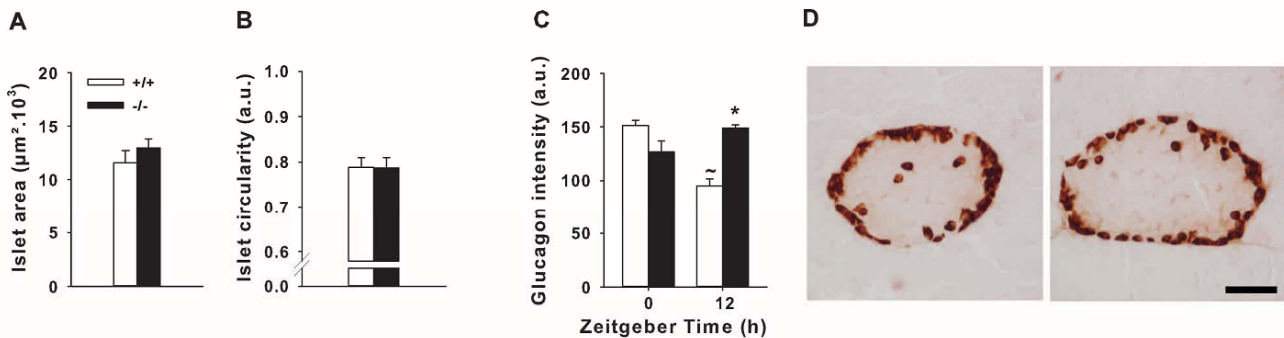 A
Islet area (µm².10³)
20
15
10
5
0
+/+
-/-
B
Islet circularity (a.u.)
1.0
0.9
0.8
0.7
0.6
0.0
C
Glucagon intensity (a.u.)
200
150
100
50
0
~
*
0 12
Zeitgeber Time (h)
D